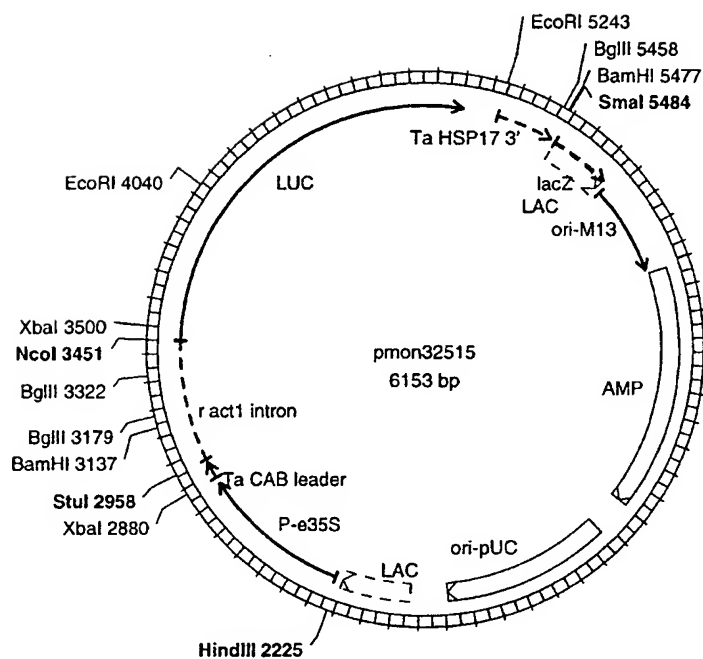 EcoRI 5243
BglII 5458
BamHI 5477
SmaI 5484
Ta HSP17 3'
lacZ
LAC
ori-M13
LUC
EcoRI 4040
XbaI 3500
NcoI 3451
BglII 3322
BglII 3179
BamHI 3137
StuI 2958
XbaI 2880
HindIII 2225
r act1 intron
Ta CAB leader
P-e35S
LAC
ori-pUC
AMP
pmon32515
6153 bp